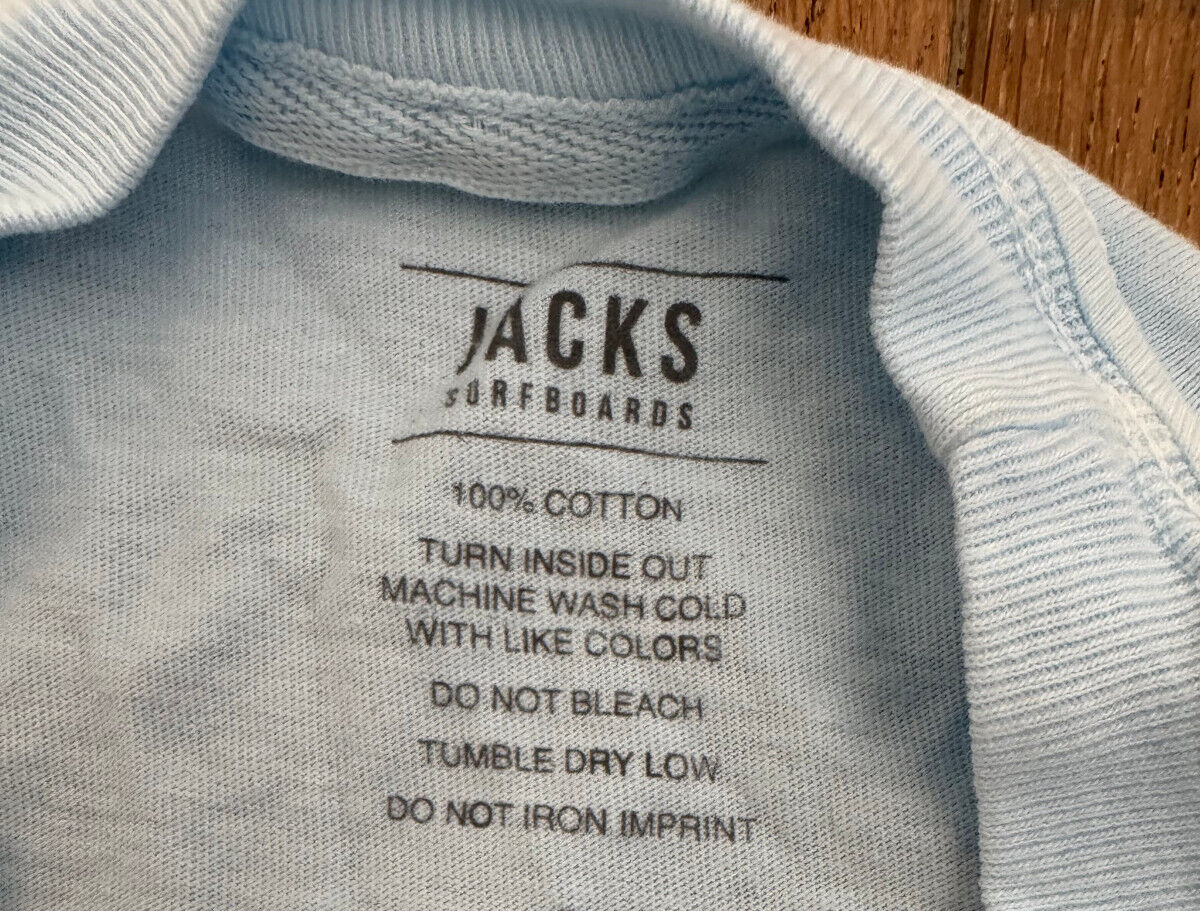 JACKS
SURFBOARDS
100% COTTON
TURN INSIDE OUT
MACHINE WASH COLD
WITH LIKE COLORS
DO NOT BLEACH
TUMBLE DRY LOW
DO NOT IRON IMPRINT